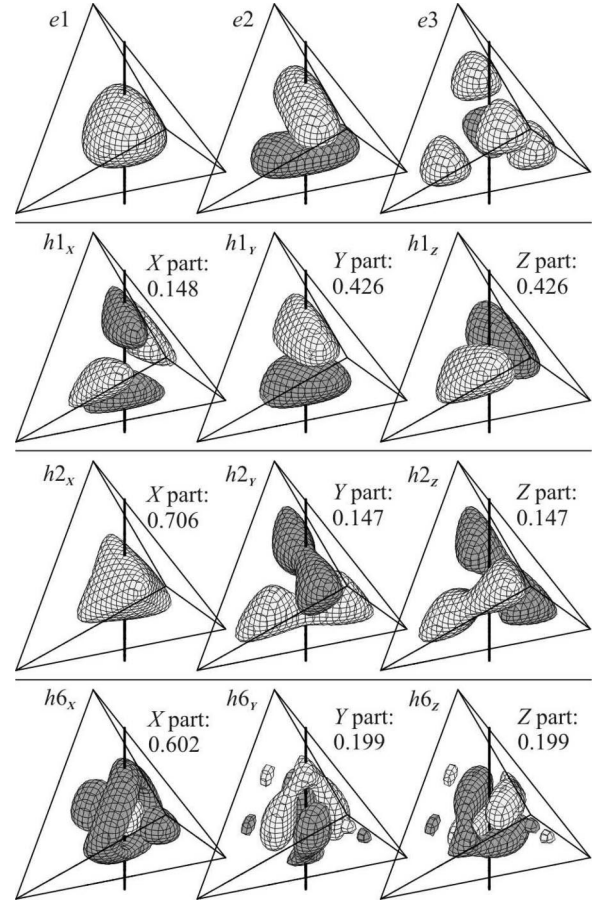 e1
e2
e3
h1X
X part:
0.148
h1Y
Y part:
0.426
h1Z
Z part:
0.426
h2X
X part:
0.706
h2Y
Y part:
0.147
h2Z
Z part:
0.147
h6X
X part:
0.602
h6Y
Y part:
0.199
h6Z
Z part:
0.199